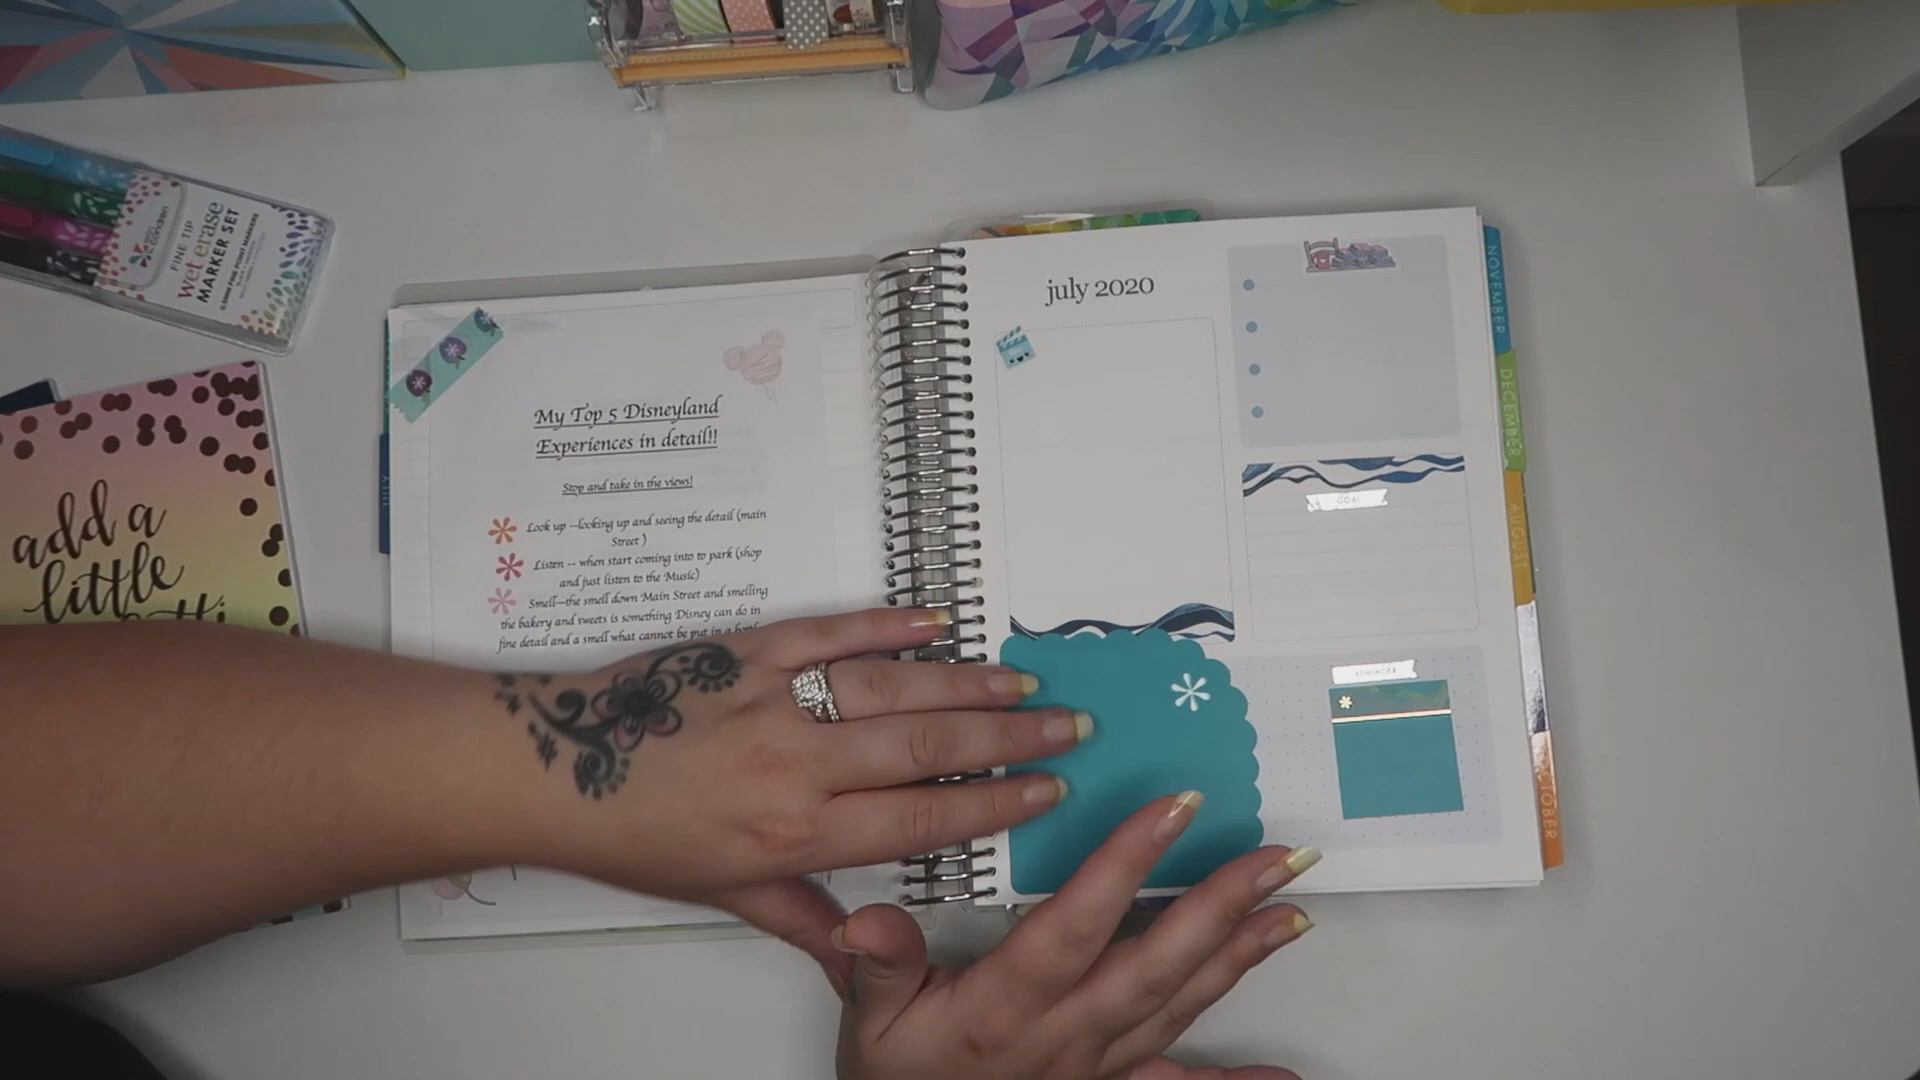 FINE TIP
wet erase
MARKER SET
add a
little
My Top 5 Disneyland
Experiences in detail!!
Stop and take in the views!
Look up --looking up and seeing the detail (main
Street )
Listen -- when start coming into to park (shop
and just listen to the Music)
Smell--the smell down Main Street and smelling
the bakery and sweets is something Disney can do in
fine detail and a smell what cannot be put in a
july 2020
GOAL
REMINDER
NOVEMBER
DECEMBER
AUGUST
OCTOBER